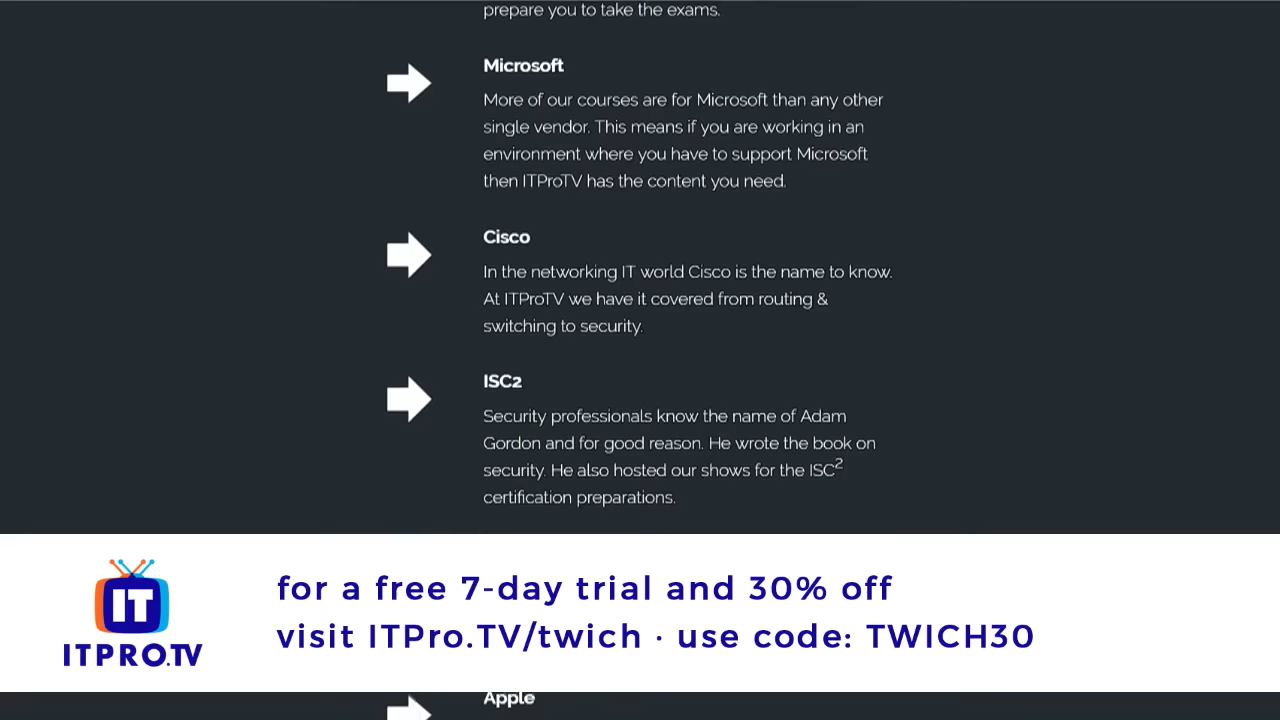 prepare you to take the exams.
Microsoft
More of our courses are for Microsoft than any other
single vendor. This means if you are working in an
environment where you have to support Microsoft
then ITProTV has the content you need.
Cisco
In the networking IT world Cisco is the name to know.
At ITProTV we have it covered from routing &
switching to security.
ISC2
Security professionals know the name of Adam
Gordon and for good reason. He wrote the book on
security. He also hosted our shows for the ISC²
certification preparations.
IT
ITPRO.TV
for a free 7-day trial and 30% off
visit ITPro.TV/twich · use code: TWICH30
Apple